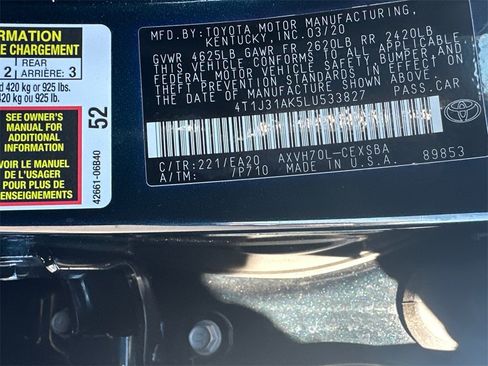 FORMATION
E CHARGEMENT
2
REAR
ARRIÈRE: 3
d 420 kg or 925 lbs.
420 kg ou 925 lb.
SEE OWNER'S
MANUAL FOR
ADDITIONAL
INFORMATION
VOIR LE MANUEL
DE L'USAGER
POUR PLUS DE
RENSEIGNEMENTS
42661-06840
52
MFD.BY: TOYOTA MOTOR MANUFACTURING,
KENTUCKY,INC.03/20
GVWR 4625LB GAWR FR 2620LB RR 2420LB
THIS VEHICLE CONFORMS TO ALL APPLICABLE
FEDERAL MOTOR VEHICLE SAFETY, BUMPER AND
THEFT PREVENTION STANDARDS IN EFFECT ON
THE DATE OF MANUFACTURE SHOWN ABOVE.
4T1J31AK5LU533827 PASS.CAR
C/TR:221/EA20 AXVH70L-CEXSBA
A/TM: 7P710 MADE IN U.S.A. 89853
TOYOTA